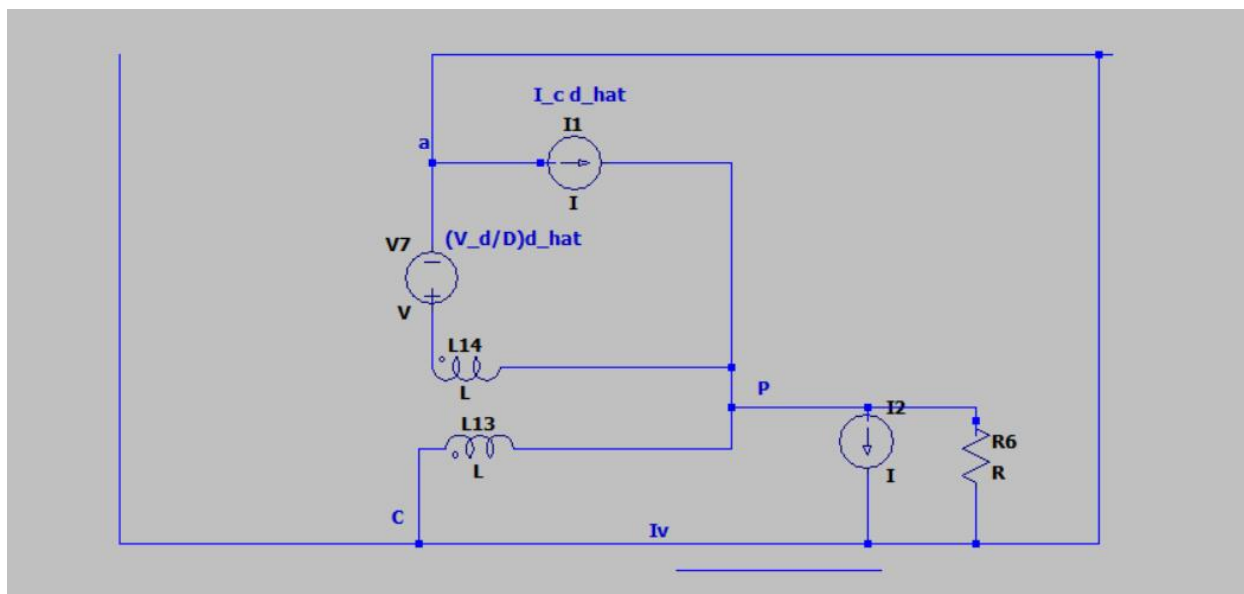 I_c d_hat
I1
a
I
(V_d/D)d_hat
V7
V
L14
L
P
I2
L13
R6
L
I
R
C
Iv